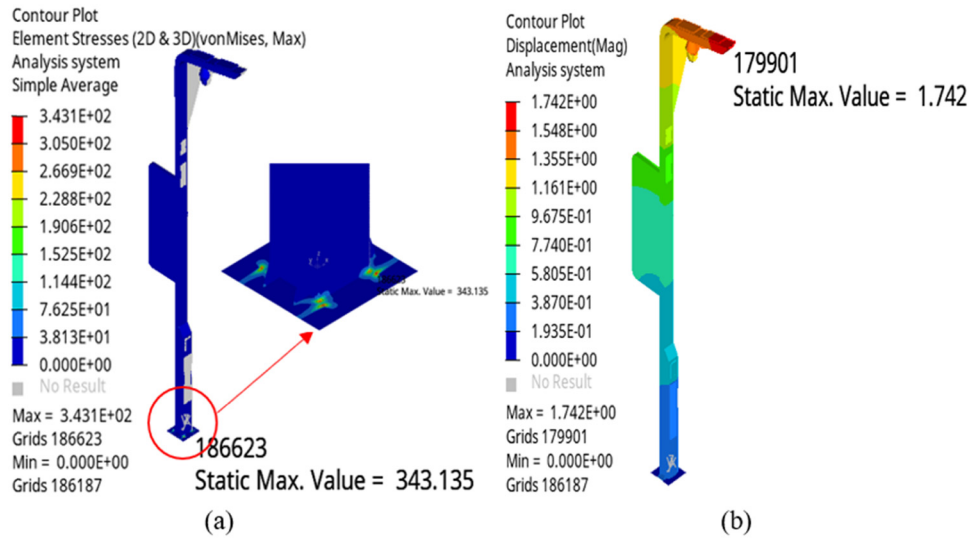 Contour Plot
Element Stresses (2D & 3D)(vonMises, Max)
Analysis system
Simple Average
3.431E+02
3.050E+02
2.669E+02
2.288E+02
1.906E+02
1.525E+02
1.144E+02
7.625E+01
3.813E+01
0.000E+00
No Result
Max = 3.431E+02
Grids 186623
Min = 0.000E+00
Grids 186187
Static Max. Value = 343.135
186623
Static Max. Value = 343.135
(a)
Contour Plot
Displacement(Mag)
Analysis system
1.742E+00
1.548E+00
1.355E+00
1.161E+00
9.675E-01
7.740E-01
5.805E-01
3.870E-01
1.935E-01
0.000E+00
No Result
Max = 1.742E+00
Grids 179901
Min = 0.000E+00
Grids 186187
179901
Static Max. Value = 1.742
(b)